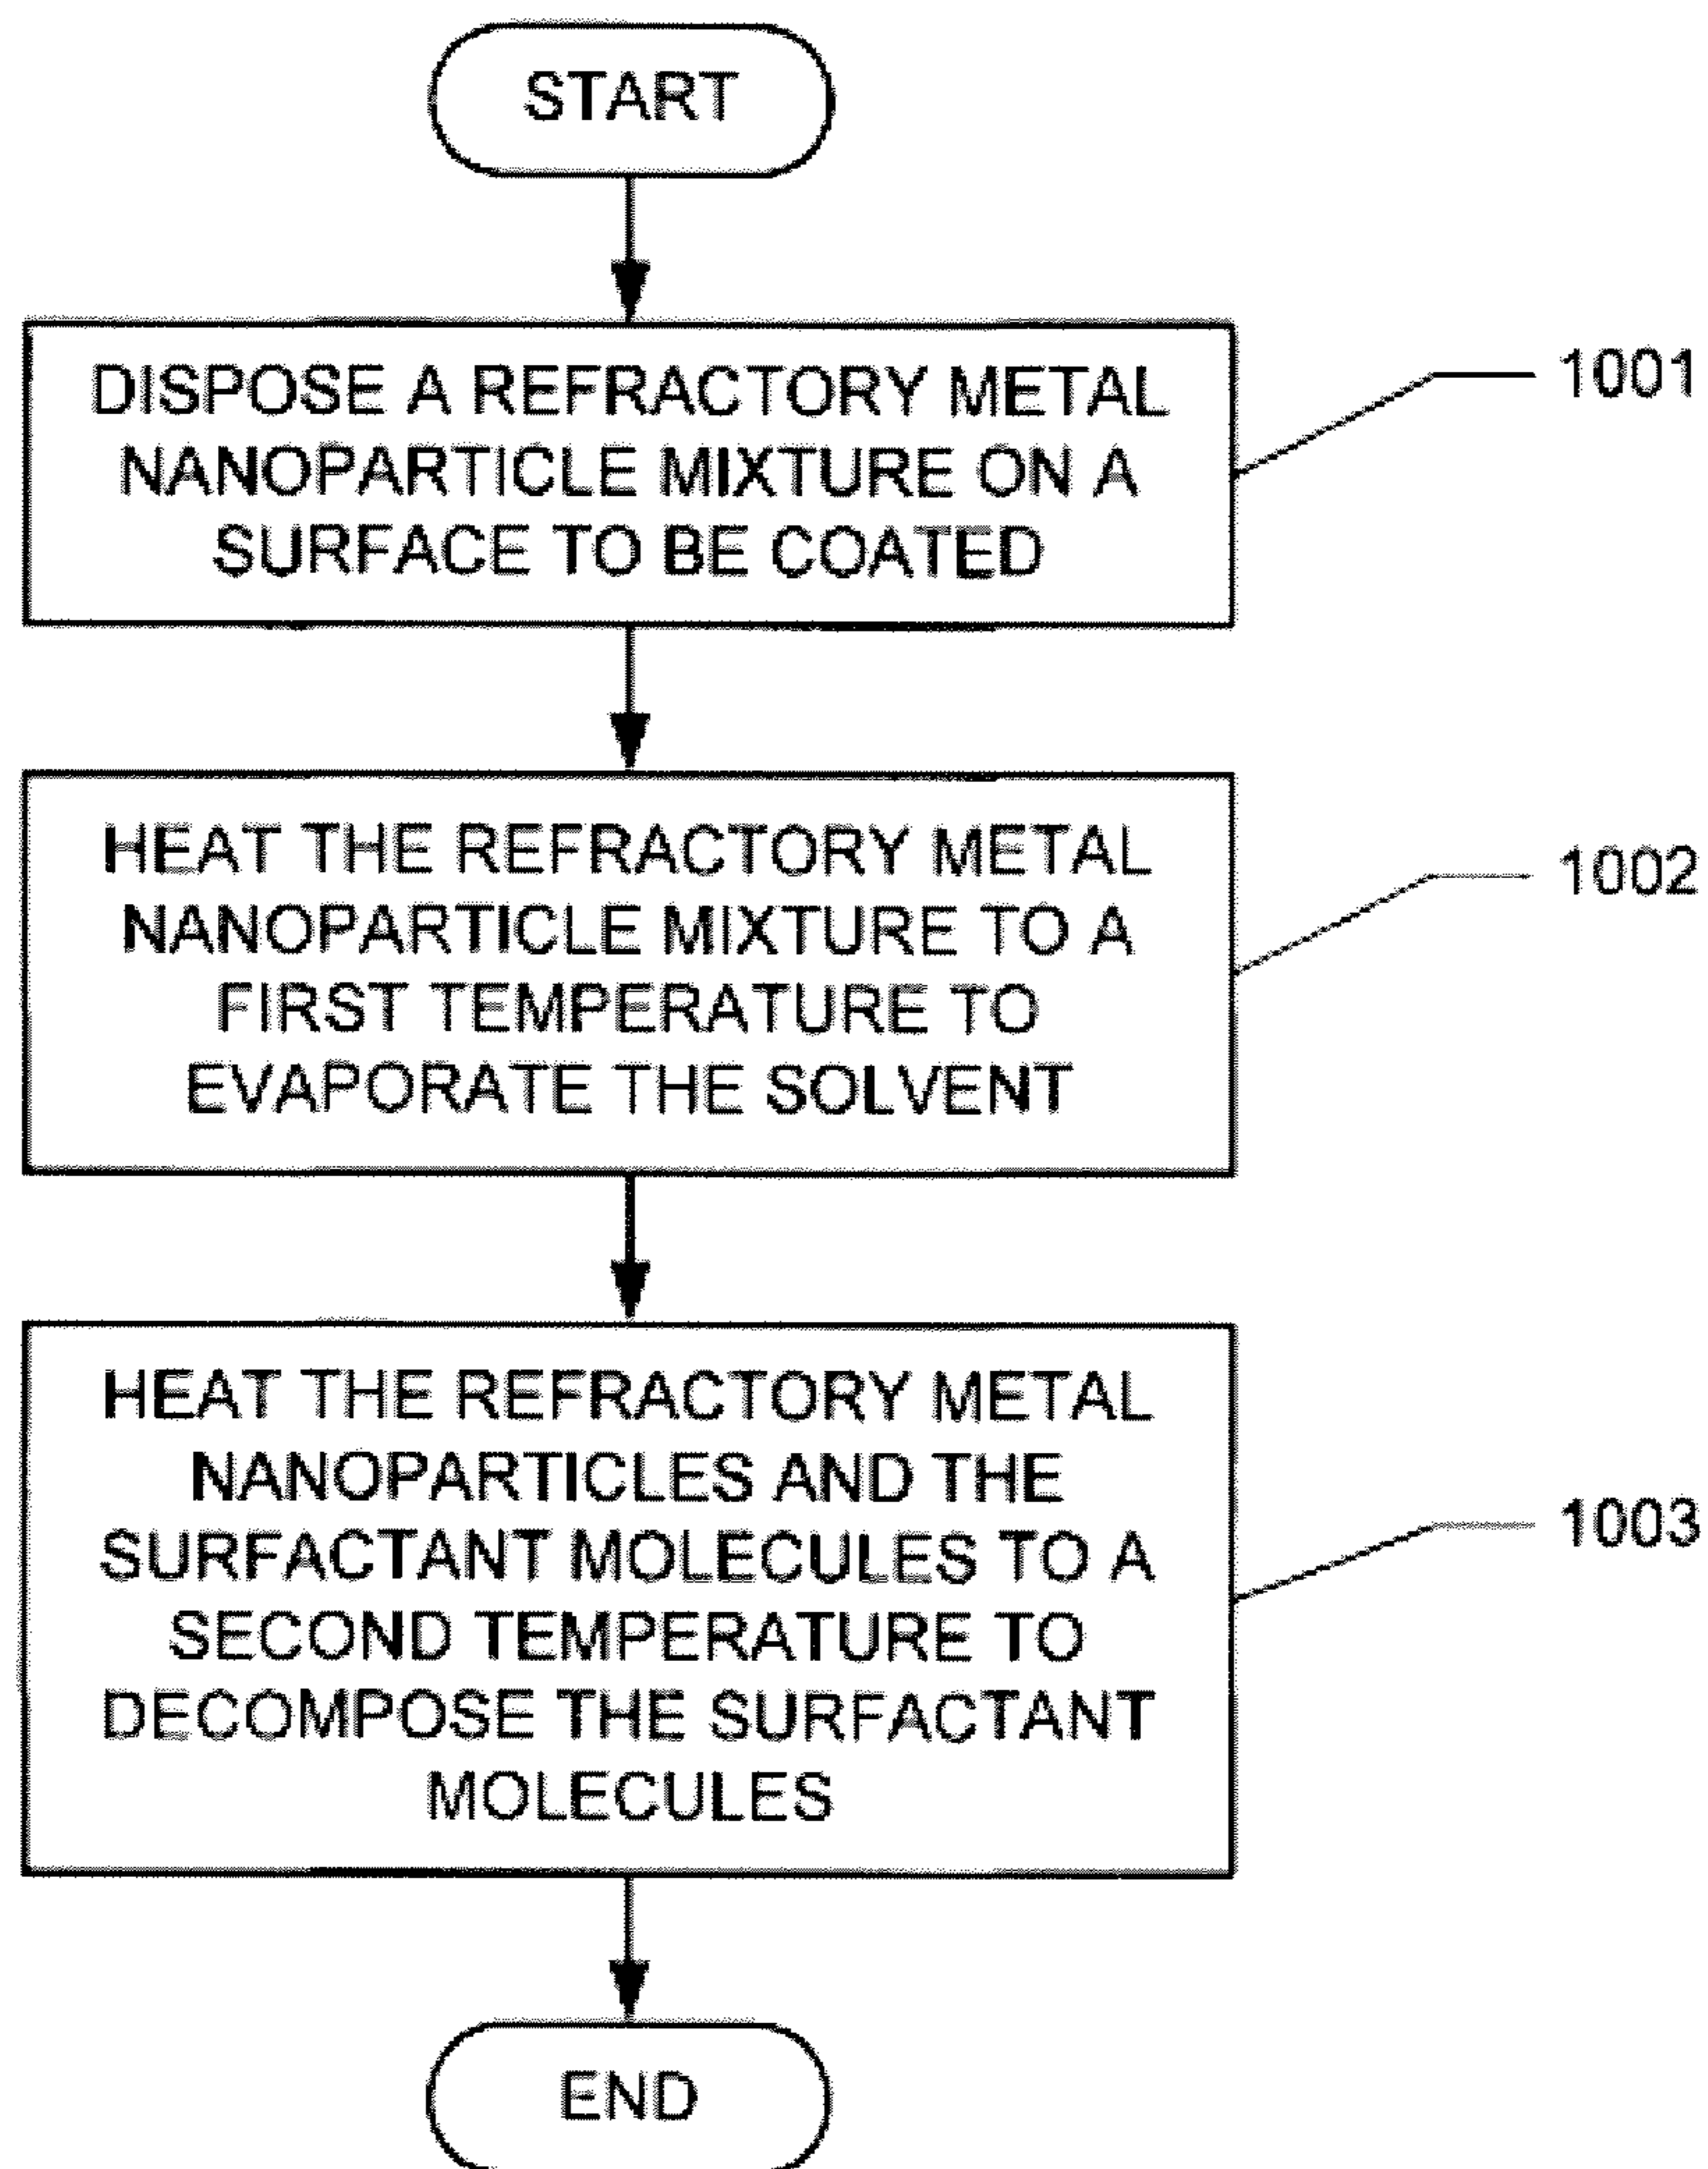 START
DISPOSE A REFRACTORY METAL
NANOPARTICLE MIXTURE ON A
SURFACE TO BE COATED
1001
HEAT THE REFRACTORY METAL
NANOPARTICLE MIXTURE TO A
FIRST TEMPERATURE TO
EVAPORATE THE SOLVENT
1002
HEAT THE REFRACTORY METAL
NANOPARTICLES AND THE
SURFACTANT MOLECULES TO A
SECOND TEMPERATURE TO
DECOMPOSE THE SURFACTANT
MOLECULES
1003
END